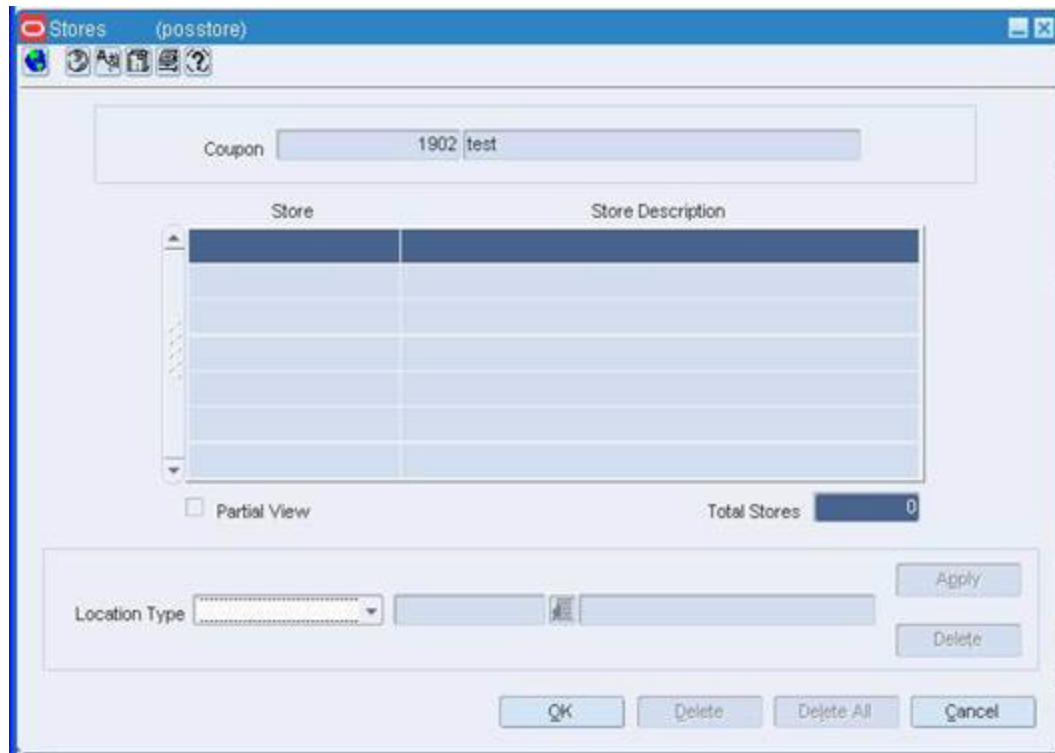 Stores (posstore)
Coupon 1902 test
Store Store Description
Partial View Total Stores 0
Apply
Location Type
Delete
OK Delete Delete All Cancel